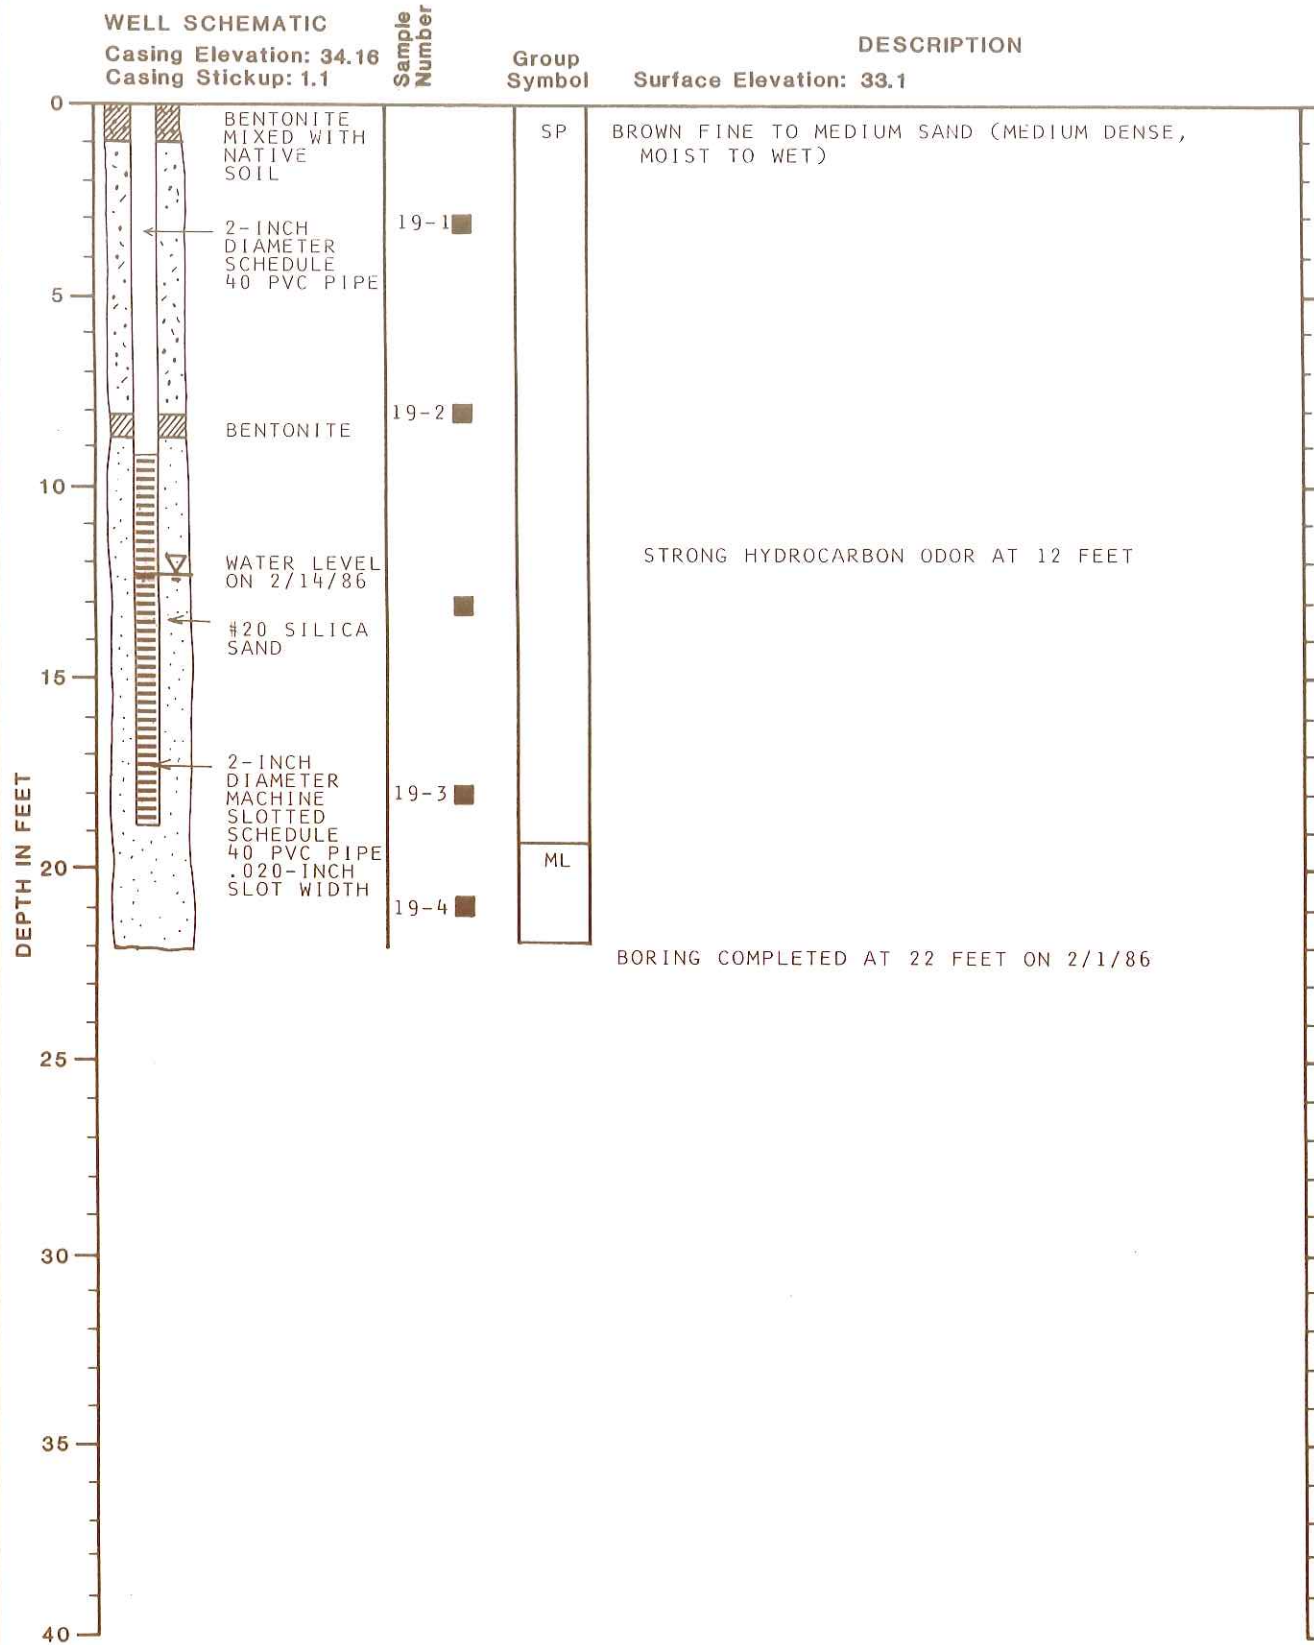 WELL SCHEMATIC
Casing Elevation: 34.16
Casing Stickup: 1.1
Sample
Number
Group
Symbol
DESCRIPTION
Surface Elevation: 33.1
0
BENTONITE
MIXED WITH
NATIVE
SOIL
SP
BROWN FINE TO MEDIUM SAND (MEDIUM DENSE,
MOIST TO WET)
2-INCH
DIAMETER
SCHEDULE
40 PVC PIPE
19-1
5
19-2
BENTONITE
10
WATER LEVEL
ON 2/14/86
STRONG HYDROCARBON ODOR AT 12 FEET
#20 SILICA
SAND
15
2-INCH
DIAMETER
MACHINE
SLOTTED
SCHEDULE
40 PVC PIPE
.020-INCH
SLOT WIDTH
19-3
DEPTH IN FEET
20
ML
19-4
BORING COMPLETED AT 22 FEET ON 2/1/86
25
30
35
40